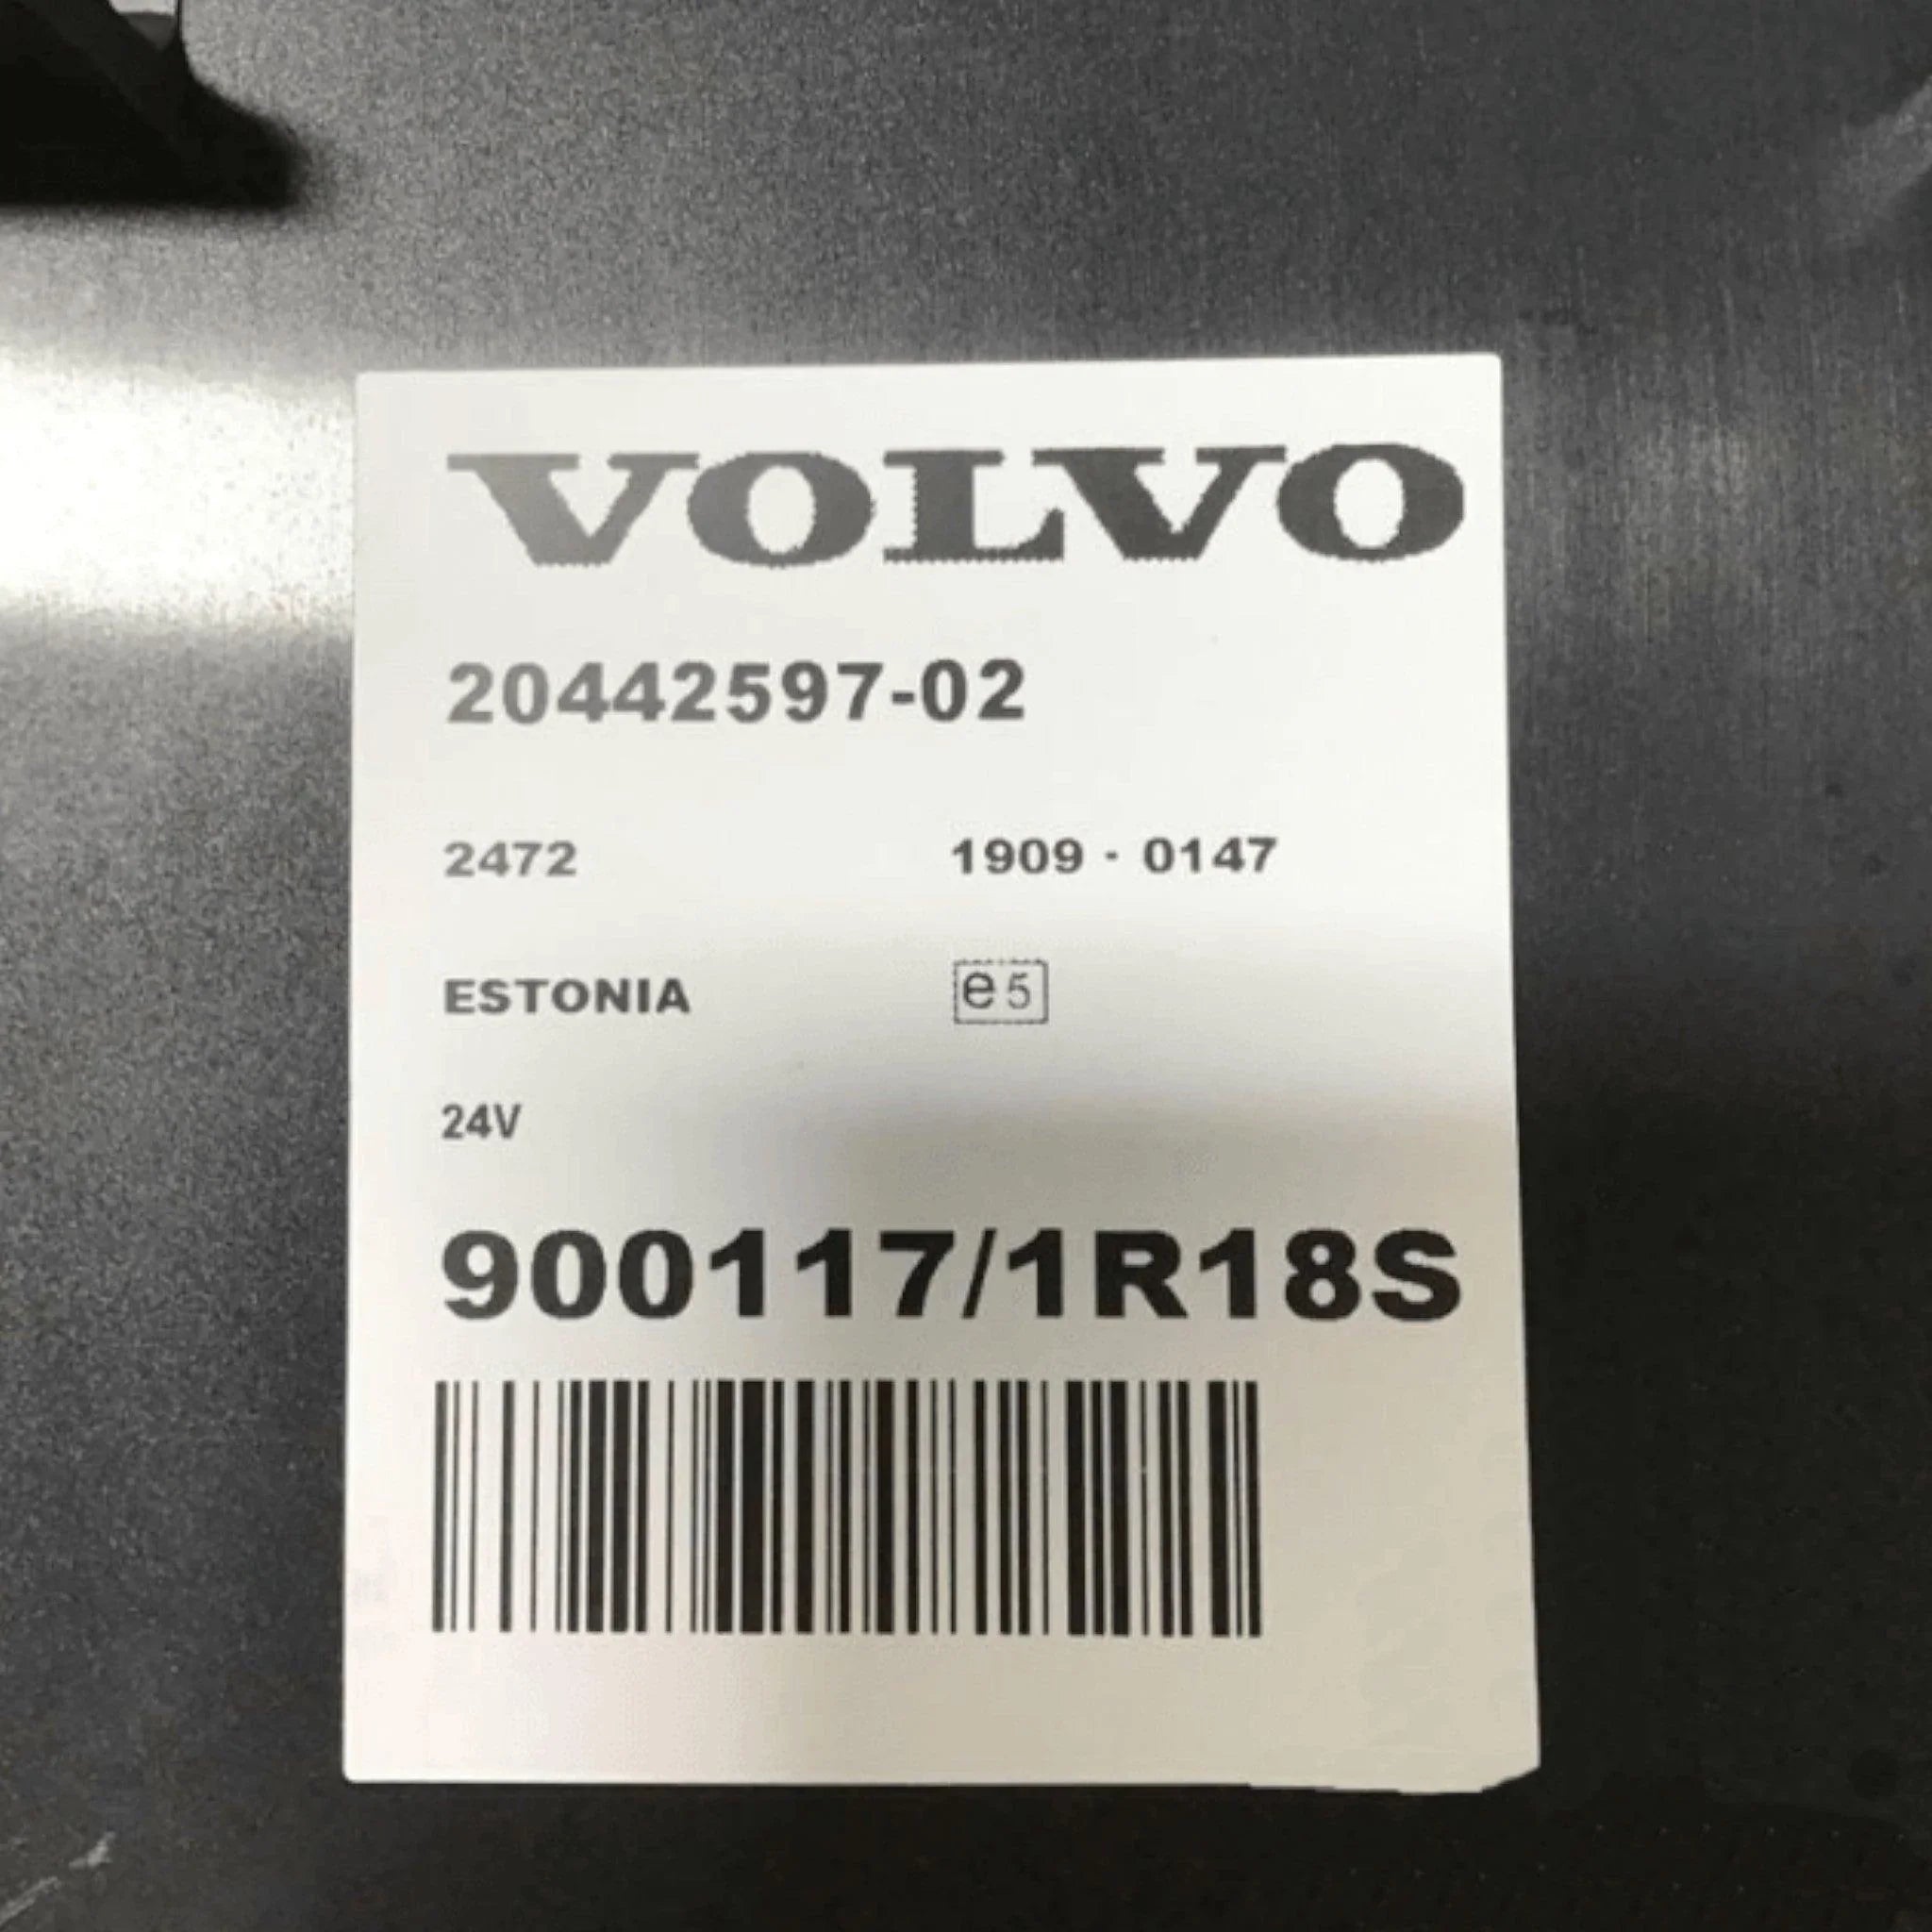 VOLVO
20442597-02
2472 1909 - 0147
ESTONIA e5
24V
900117/1R18S